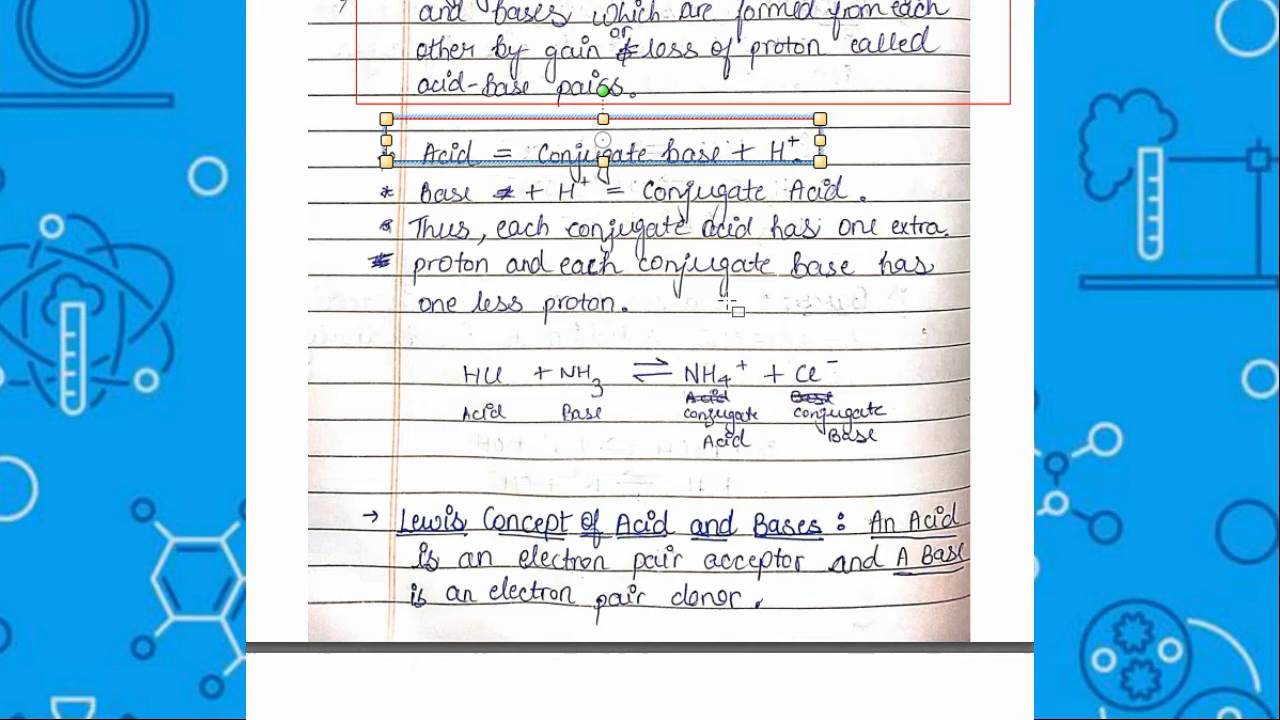 and bases which are formed from each
other by gain or loss of proton called
acid-Base pairs.
Acid = Conjugate base + H⁺.
* Base + H⁺ = Conjugate Acid.
* Thus, each conjugate acid has one extra
* proton and each conjugate Base has
one less proton.
HCl + NH₃ ⇌ NH₄⁺ + Cl⁻
Acid Base conjugate Acid conjugate Base
→ Lewis Concept of Acid and Bases : An Acid
is an electron pair acceptor and A Base
is an electron pair donor.